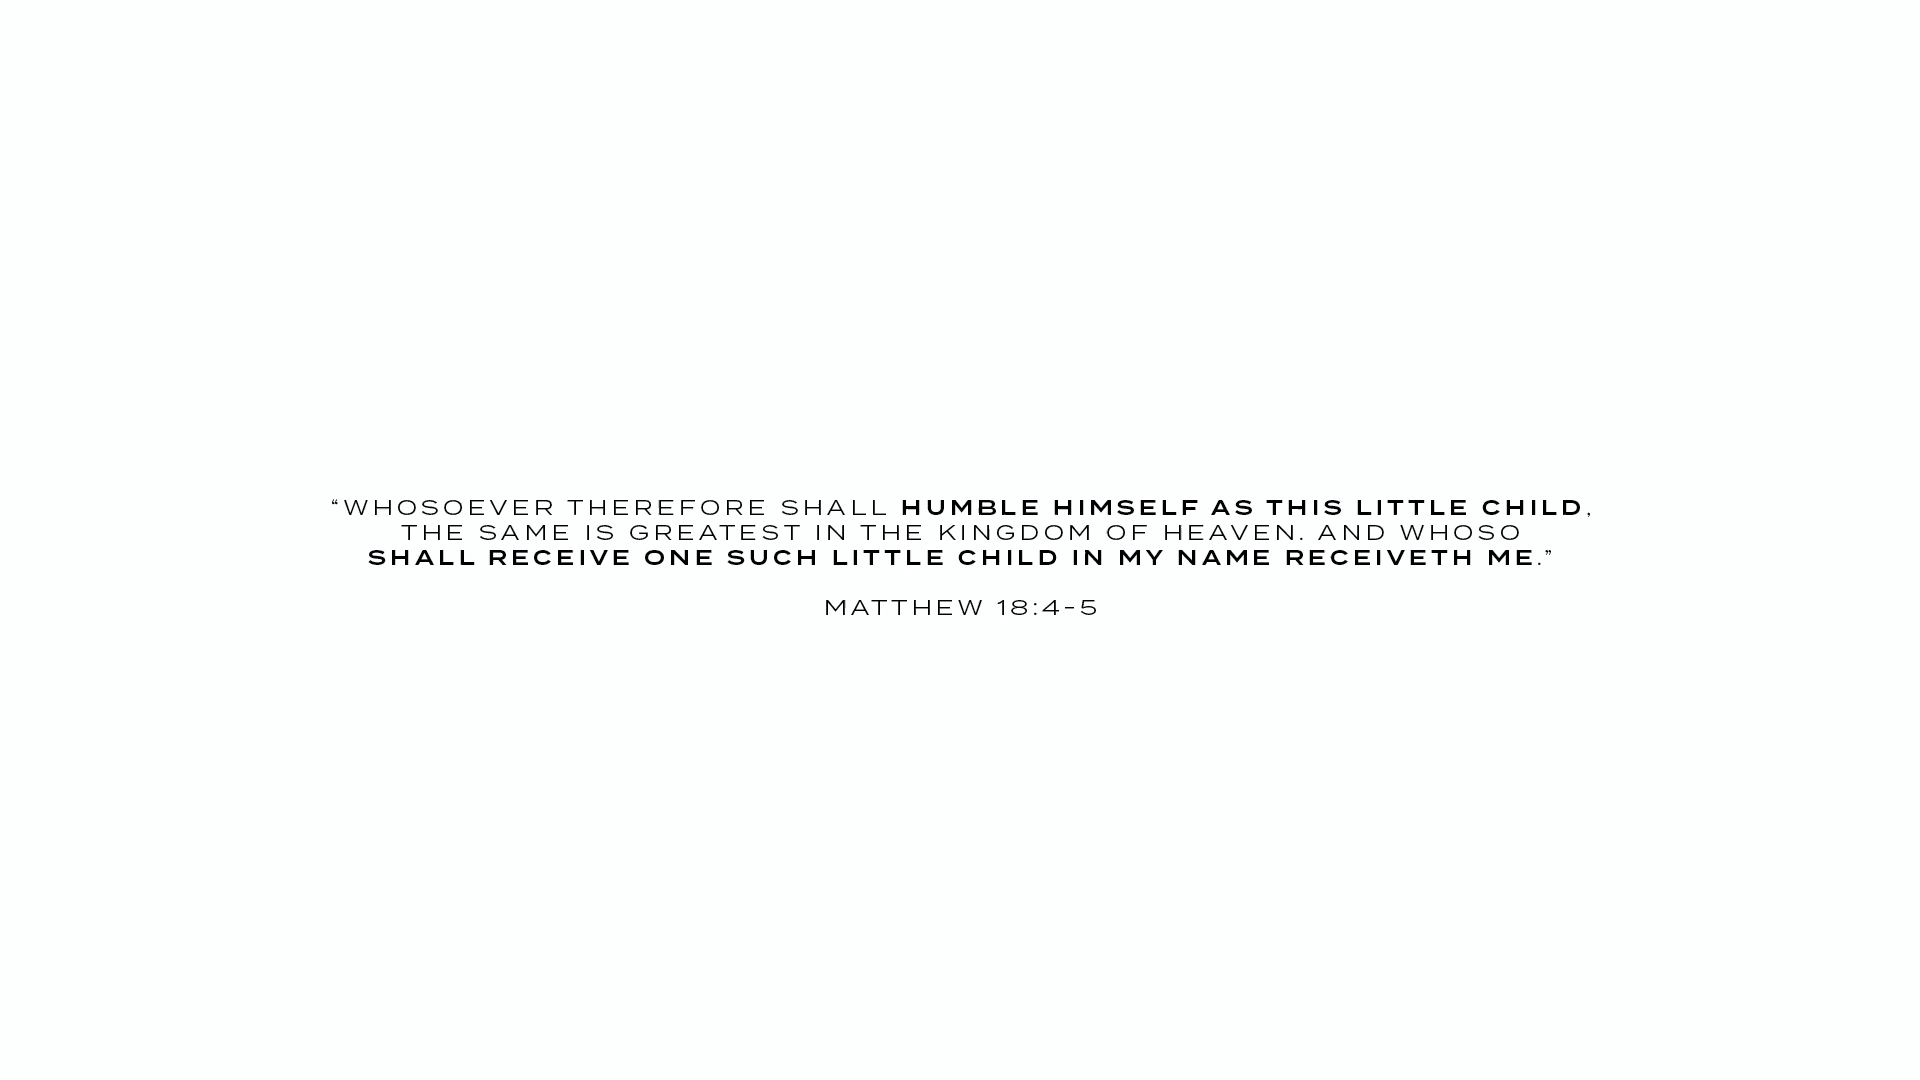 “WHOSOEVER THEREFORE SHALL HUMBLE HIMSELF AS THIS LITTLE CHILD,
THE SAME IS GREATEST IN THE KINGDOM OF HEAVEN. AND WHOSO
SHALL RECEIVE ONE SUCH LITTLE CHILD IN MY NAME RECEIVETH ME.”
MATTHEW 18:4-5